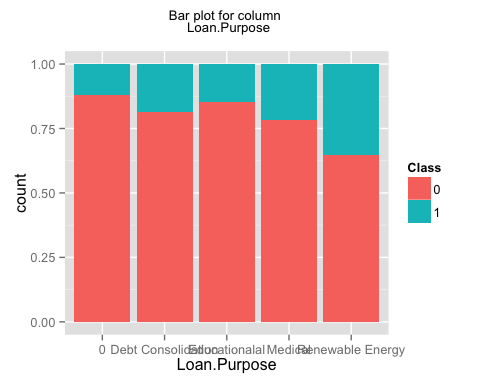 Bar plot for column
Loan.Purpose
1.00
0.75
0.50
0.25
0.00
count
Class
0
1
0 Debt Consolidation Educationalal Medical Renewable Energy
Loan.Purpose